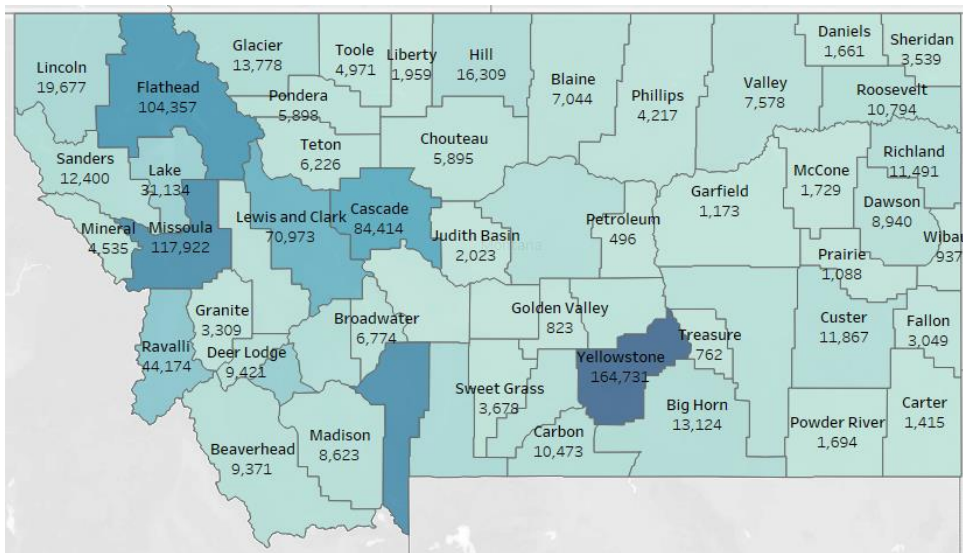 Lincoln
19,677
Flathead
104,357
Glacier
13,778
Toole
4,971
Liberty
1,959
Hill
16,309
Blaine
7,044
Phillips
4,217
Valley
7,578
Daniels
1,661
Sheridan
3,539
Roosevelt
10,794
Pondera
5,898
Teton
6,226
Chouteau
5,895
Sanders
12,400
Lake
31,134
Richland
11,491
McCone
1,729
Garfield
1,173
Dawson
8,940
Mineral
4,535
Missoula
117,922
Lewis and Clark
70,973
Cascade
84,414
Judith Basin
2,023
Petroleum
496
Wibau
937
Prairie
1,088
Granite
3,309
Broadwater
6,774
Golden Valley
823
Treasure
762
Custer
11,867
Fallon
3,049
Ravalli
44,174
Deer Lodge
9,421
Yellowstone
164,731
Sweet Grass
3,678
Big Horn
13,124
Powder River
1,694
Carter
1,415
Carbon
10,473
Madison
8,623
Beaverhead
9,371